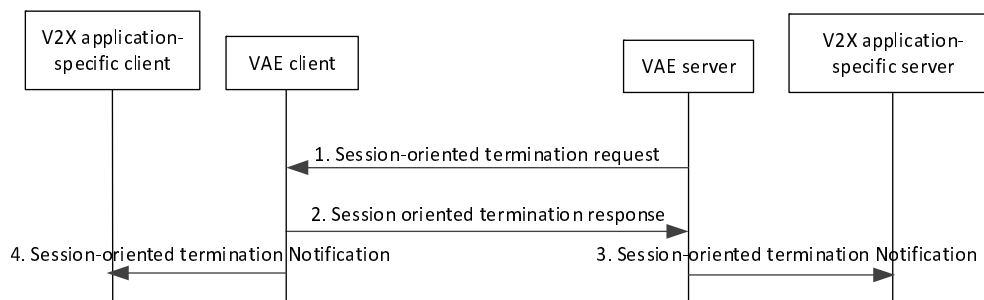 V2X application-
specific client
VAE client
VAE server
V2X application-
specific server
1. Session-oriented termination request
2. Session oriented termination response
4. Session-oriented termination Notification
3. Session-oriented termination Notification